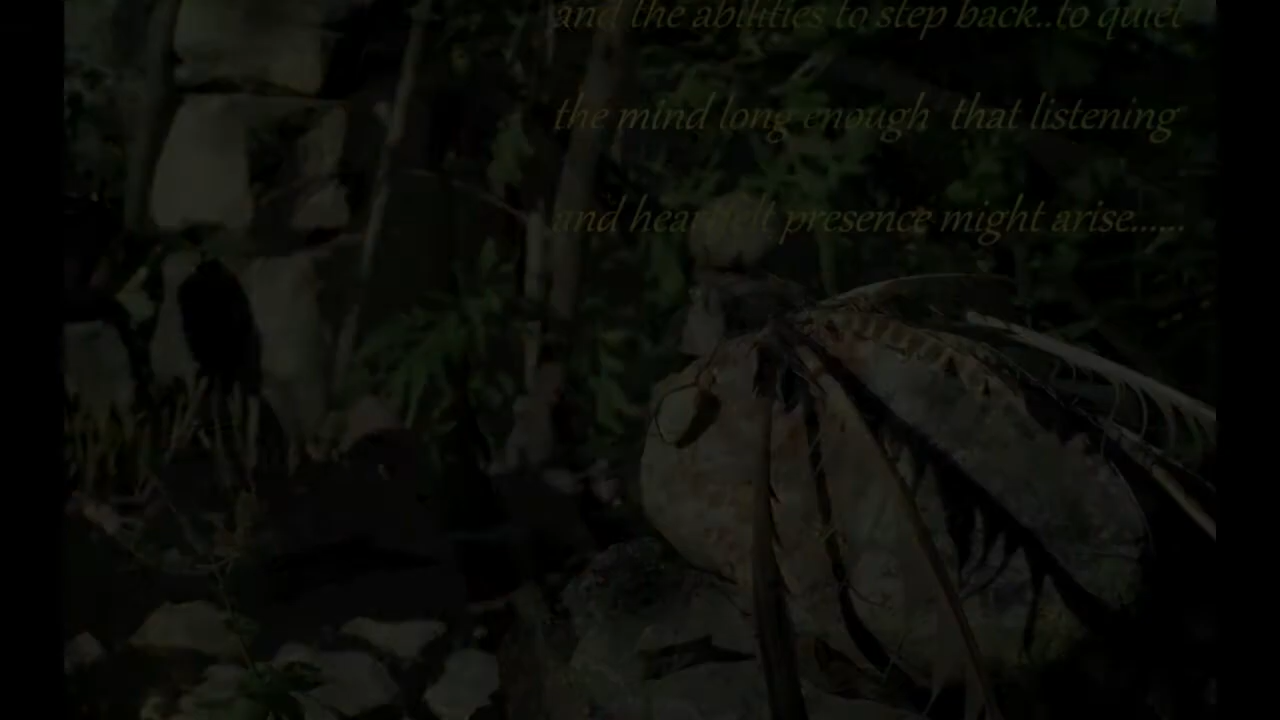 and the abilities to step back..to quiet
the mind long enough that listening
and heartfelt presence might arise......